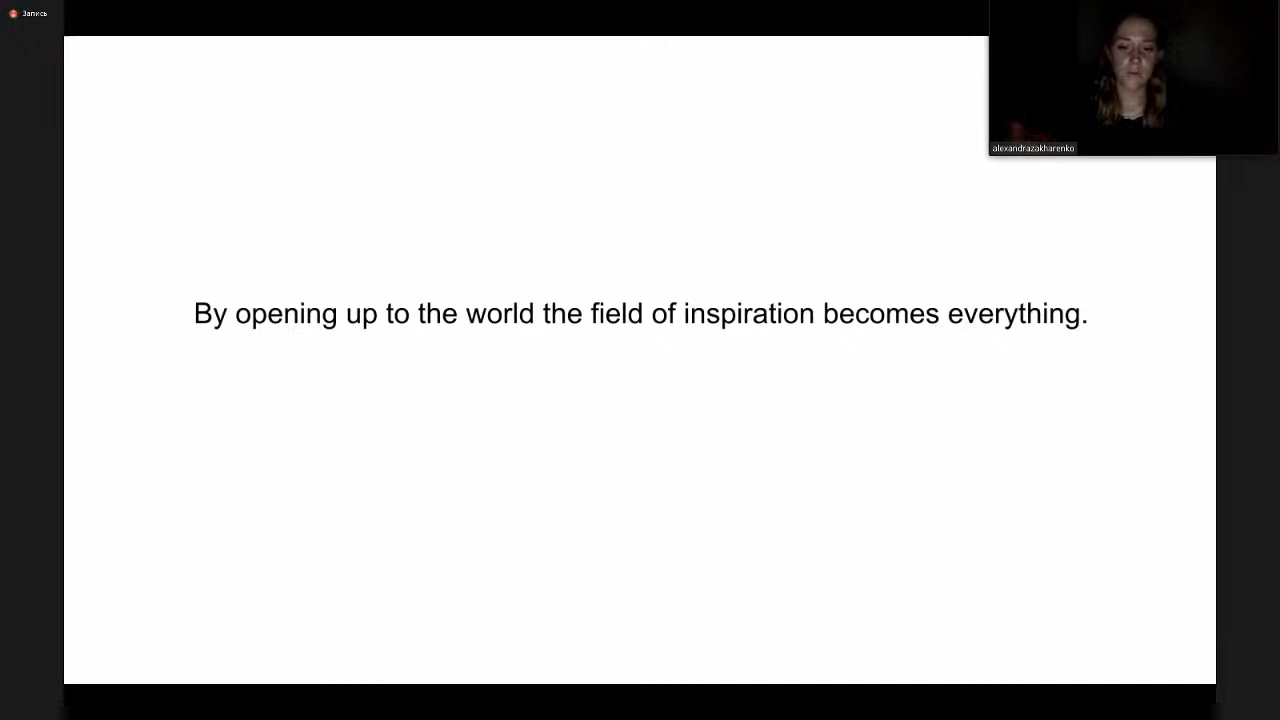 Запись
alexandrazakharenko
By opening up to the world the field of inspiration becomes everything.